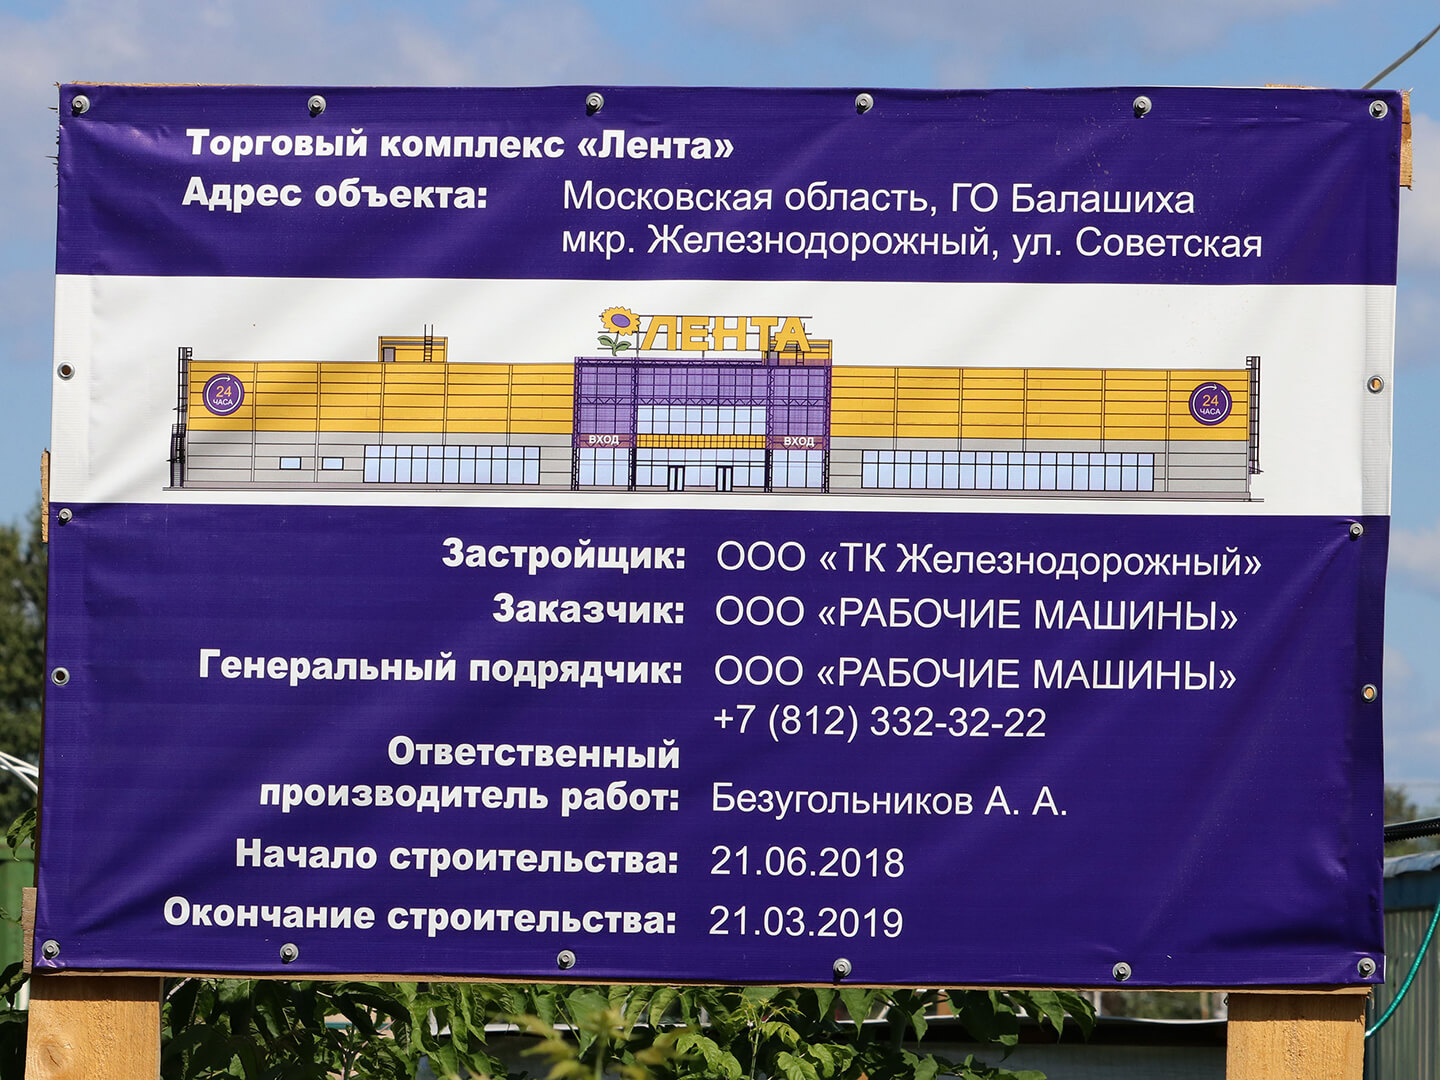 Торговый комплекс «Лента»
Адрес объекта: Московская область, ГО Балашиха
мкр. Железнодорожный, ул. Советская
ЛЕНТА
24
ЧАСА
24
ЧАСА
ВХОД
ВХОД
Застройщик: ООО «ТК Железнодорожный»
Заказчик: ООО «РАБОЧИЕ МАШИНЫ»
Генеральный подрядчик: ООО «РАБОЧИЕ МАШИНЫ»
+7 (812) 332-32-22
Ответственный
производитель работ: Безугольников А. А.
Начало строительства: 21.06.2018
Окончание строительства: 21.03.2019